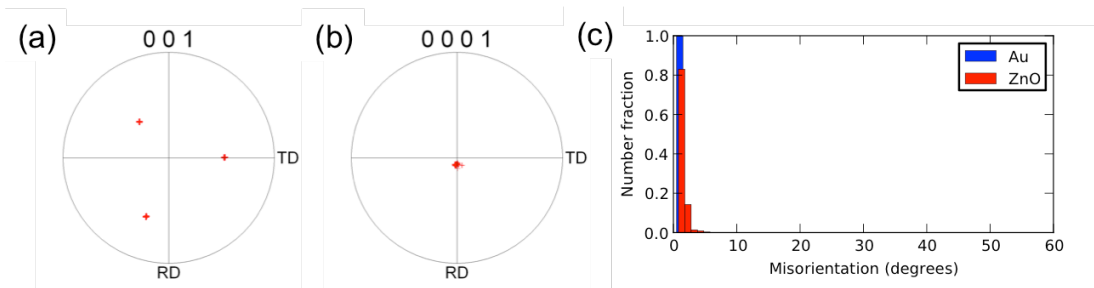 (a)
0 0 1
TD
RD
(b)
0 0 0 1
TD
RD
(c)
Number fraction
1.0
0.8
0.6
0.4
0.2
0.0
Au
ZnO
0 10 20 30 40 50 60
Misorientation (degrees)